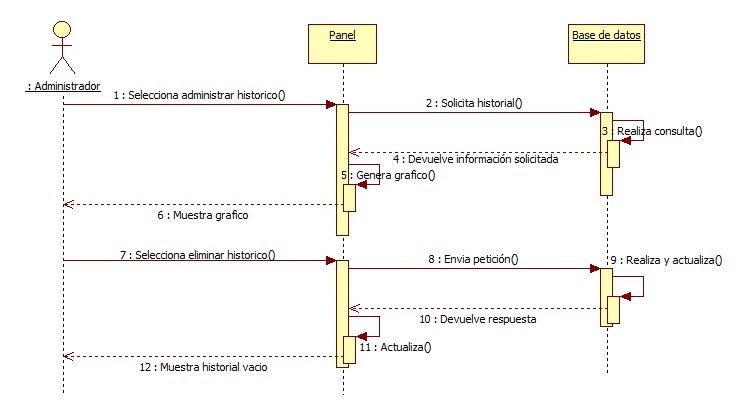 Panel
Base de datos
: Administrador
1 : Selecciona administrar historico()
2 : Solicita historial()
3 : Realiza consulta()
4 : Devuelve información solicitada
5 : Genera grafico()
6 : Muestra grafico
7 : Selecciona eliminar historico()
8 : Envia petición()
9 : Realiza y actualiza()
10 : Devuelve respuesta
11 : Actualiza()
12 : Muestra historial vacio